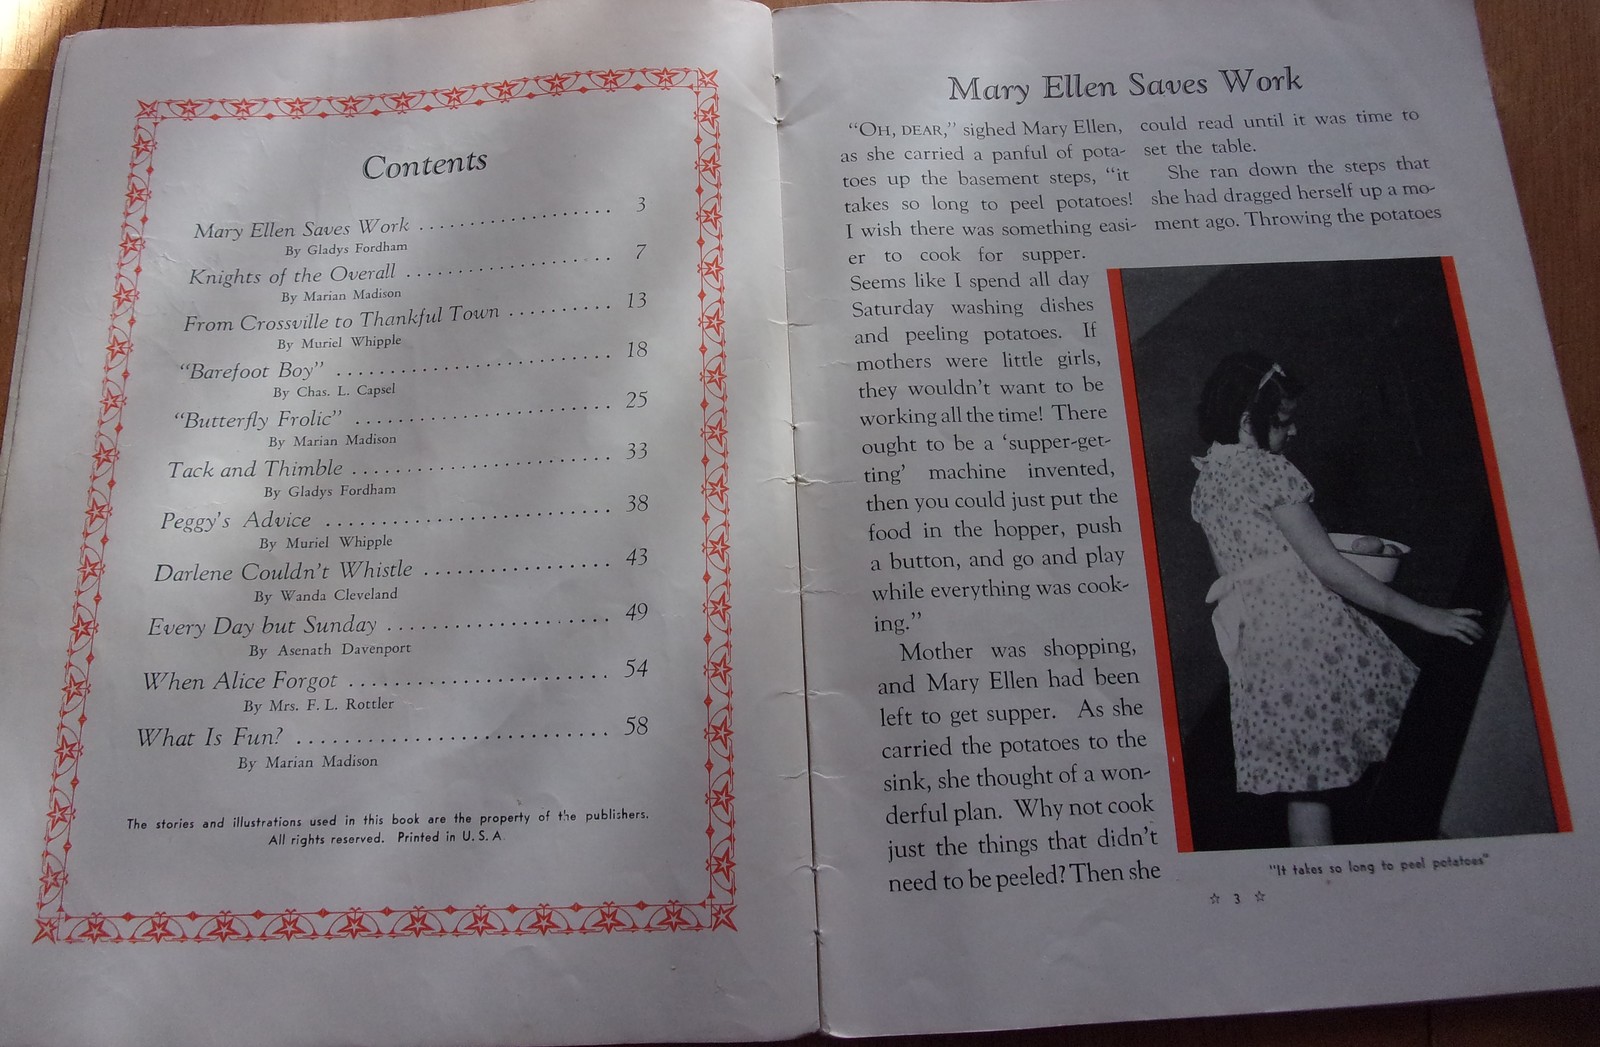 Contents
Mary Ellen Saves Work . . . . . . . . . . . . . . . . . . . . 3
By Gladys Fordham
Knights of the Overall . . . . . . . . . . . . . . . . . . . . . 7
By Marian Madison
From Crossville to Thankful Town . . . . . . . . . . 13
By Muriel Whipple
"Barefoot Boy" . . . . . . . . . . . . . . . . . . . . . . . . . . . 18
By Chas. L. Capsel
"Butterfly Frolic" . . . . . . . . . . . . . . . . . . . . . . . . . 25
By Marian Madison
Tack and Thimble . . . . . . . . . . . . . . . . . . . . . . . . . 33
By Gladys Fordham
Peggy's Advice . . . . . . . . . . . . . . . . . . . . . . . . . . . 38
By Muriel Whipple
Darlene Couldn't Whistle . . . . . . . . . . . . . . . . . . 43
By Wanda Cleveland
Every Day but Sunday . . . . . . . . . . . . . . . . . . . . . 49
By Asenath Davenport
When Alice Forgot . . . . . . . . . . . . . . . . . . . . . . . . 54
By Mrs. F. L. Rottler
What Is Fun? . . . . . . . . . . . . . . . . . . . . . . . . . . . . 58
By Marian Madison
The stories and illustrations used in this book are the property of the publishers.
All rights reserved. Printed in U. S. A.
Mary Ellen Saves Work
"OH, DEAR," sighed Mary Ellen,
as she carried a panful of pota-
toes up the basement steps, "it
takes so long to peel potatoes!
I wish there was something easi-
er to cook for supper.
Seems like I spend all day
Saturday washing dishes
and peeling potatoes. If
mothers were little girls,
they wouldn't want to be
working all the time! There
ought to be a 'supper-get-
ting' machine invented,
then you could just put the
food in the hopper, push
a button, and go and play
while everything was cook-
ing."
Mother was shopping,
and Mary Ellen had been
left to get supper. As she
carried the potatoes to the
sink, she thought of a won-
derful plan. Why not cook
just the things that didn't
need to be peeled? Then she
could read until it was time to
set the table.
She ran down the steps that
she had dragged herself up a mo-
ment ago. Throwing the potatoes
"It takes so long to peel potatoes"
☆ 3 ☆